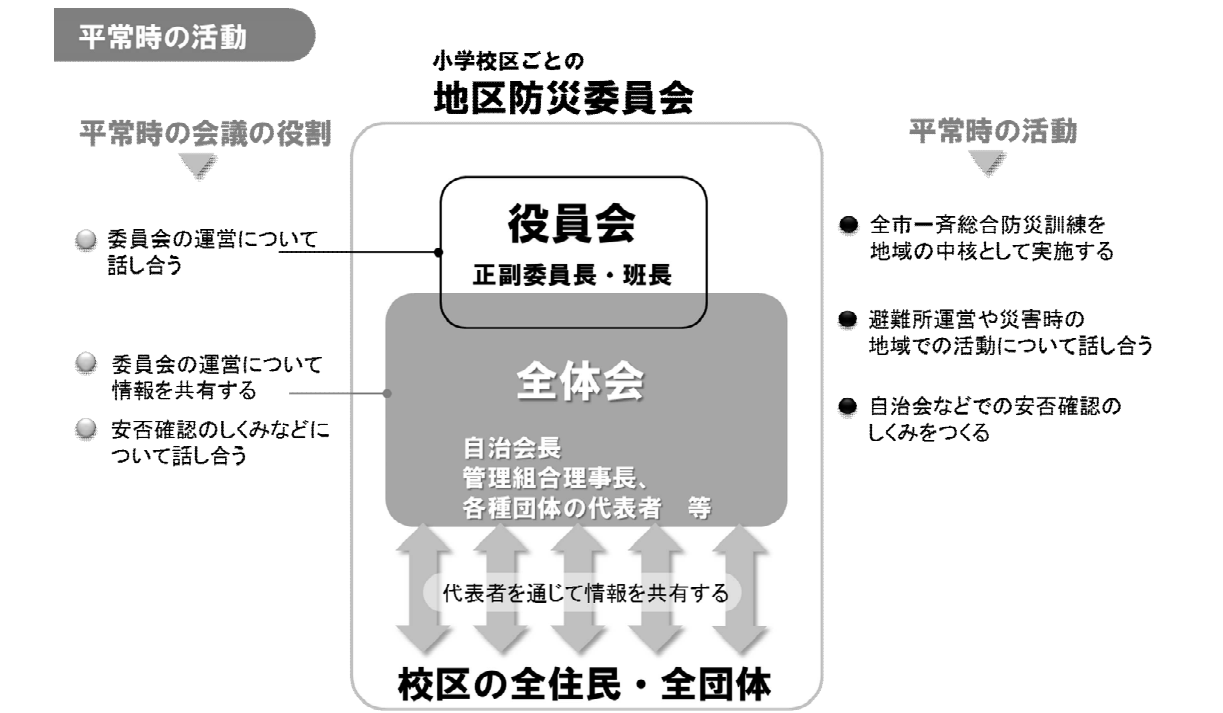 平常時の活動
小学校区ごとの
地区防災委員会
平常時の会議の役割
委員会の運営について
話し合う
委員会の運営について
情報を共有する
安否確認のしくみなどに
ついて話し合う
役員会
正副委員長・班長
全体会
自治会長
管理組合理事長、
各種団体の代表者　等
代表者を通じて情報を共有する
校区の全住民・全団体
平常時の活動
全市一斉総合防災訓練を
地域の中核として実施する
避難所運営や災害時の
地域での活動について話し合う
自治会などでの安否確認の
しくみをつくる